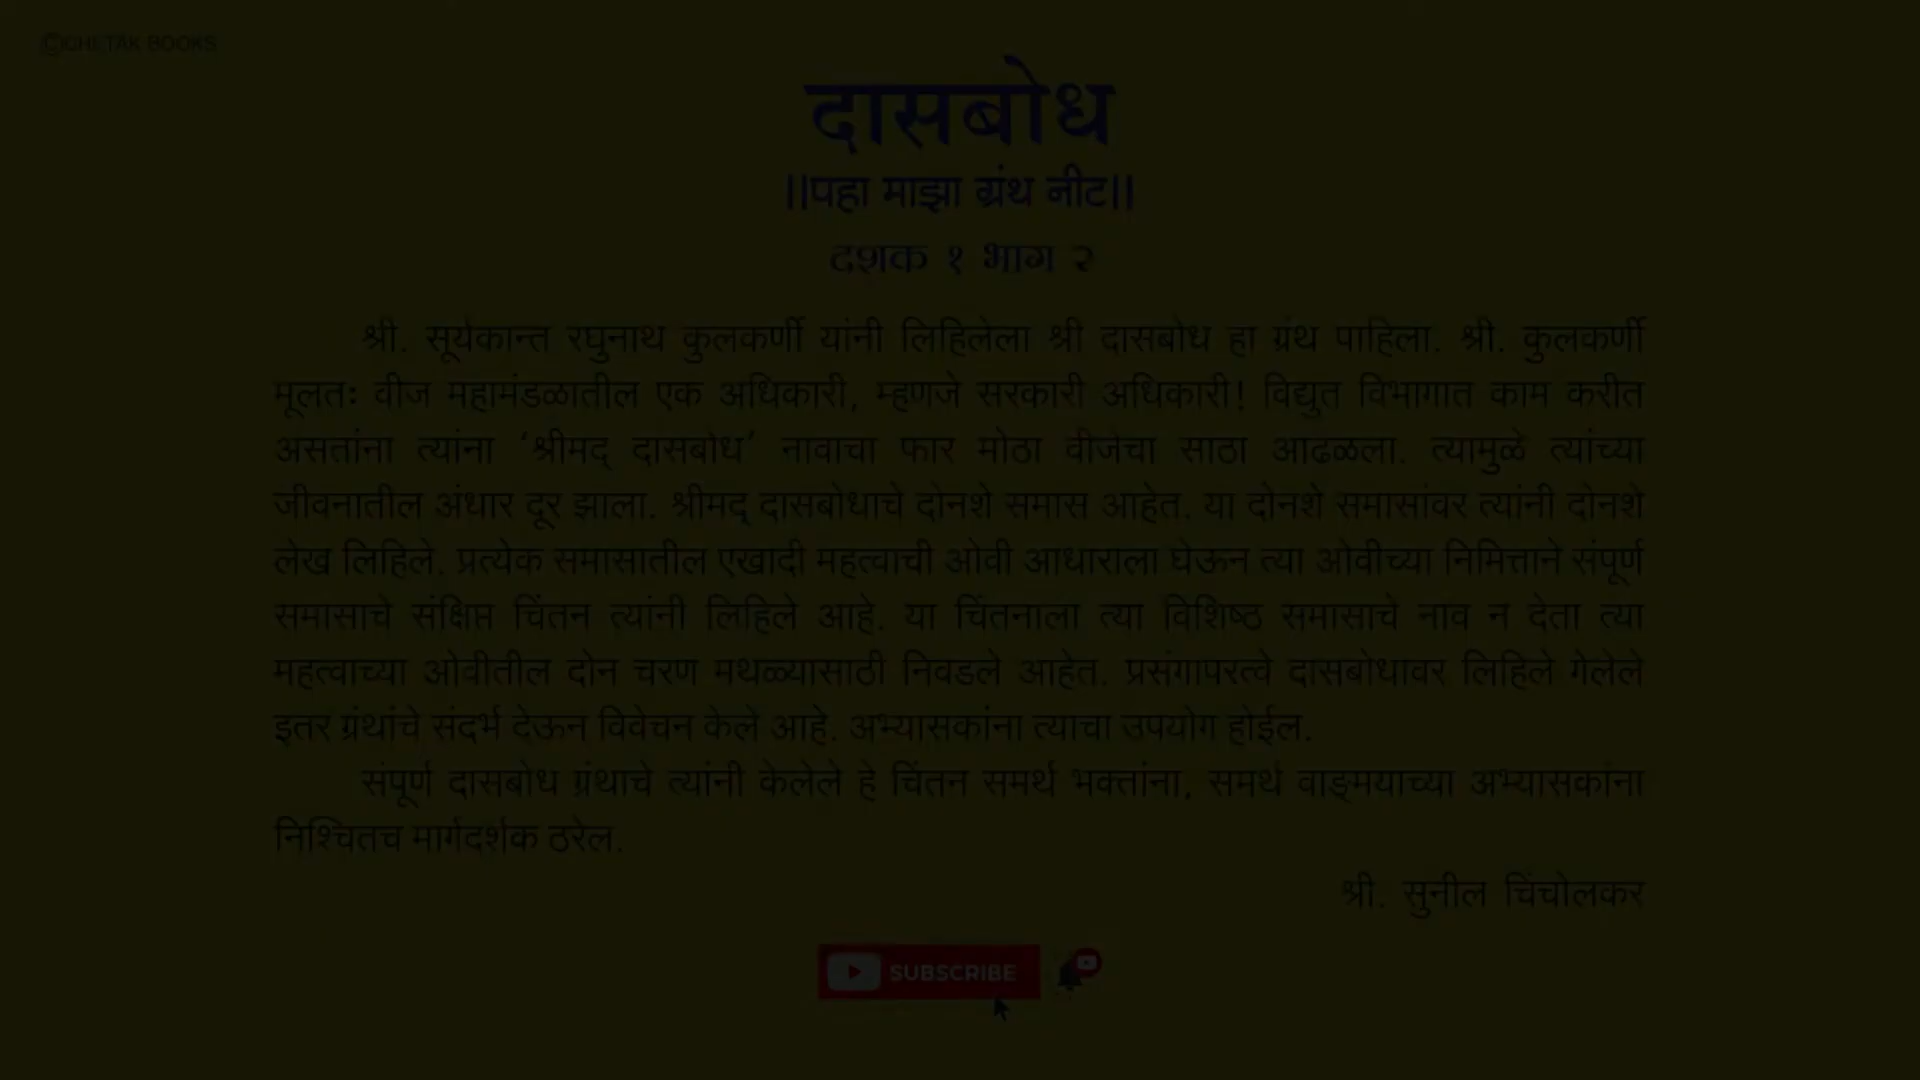 ©CHETAK BOOKS
दासबोध
||पहा माझा ग्रंथ नीट||
दशक १ भाग २
श्री. सूर्यकान्त रघुनाथ कुलकर्णी यांनी लिहिलेला श्री दासबोध हा ग्रंथ पाहिला. श्री. कुलकर्णी
मूलतः वीज महामंडळातील एक अधिकारी, म्हणजे सरकारी अधिकारी! विद्युत विभागात काम करीत
असतांना त्यांना ‘श्रीमद् दासबोध’ नावाचा फार मोठा वीजेचा साठा आढळला. त्यामुळे त्यांच्या
जीवनातील अंधार दूर झाला. श्रीमद् दासबोधाचे दोनशे समास आहेत. या दोनशे समासांवर त्यांनी दोनशे
लेख लिहिले. प्रत्येक समासातील एखादी महत्वाची ओवी आधाराला घेऊन त्या ओवीच्या निमित्ताने संपूर्ण
समासाचे संक्षिप्त चिंतन त्यांनी लिहिले आहे. या चिंतनाला त्या विशिष्ठ समासाचे नाव न देता त्या
महत्वाच्या ओवीतील दोन चरण मथळ्यासाठी निवडले आहेत. प्रसंगापरत्वे दासबोधावर लिहिले गेलेले
इतर ग्रंथांचे संदर्भ देऊन विवेचन केले आहे. अभ्यासकांना त्याचा उपयोग होईल.
संपूर्ण दासबोध ग्रंथाचे त्यांनी केलेले हे चिंतन समर्थ भक्तांना, समर्थ वाङ्मयाच्या अभ्यासकांना
निश्चितच मार्गदर्शक ठरेल.
श्री. सुनील चिंचोलकर
SUBSCRIBE